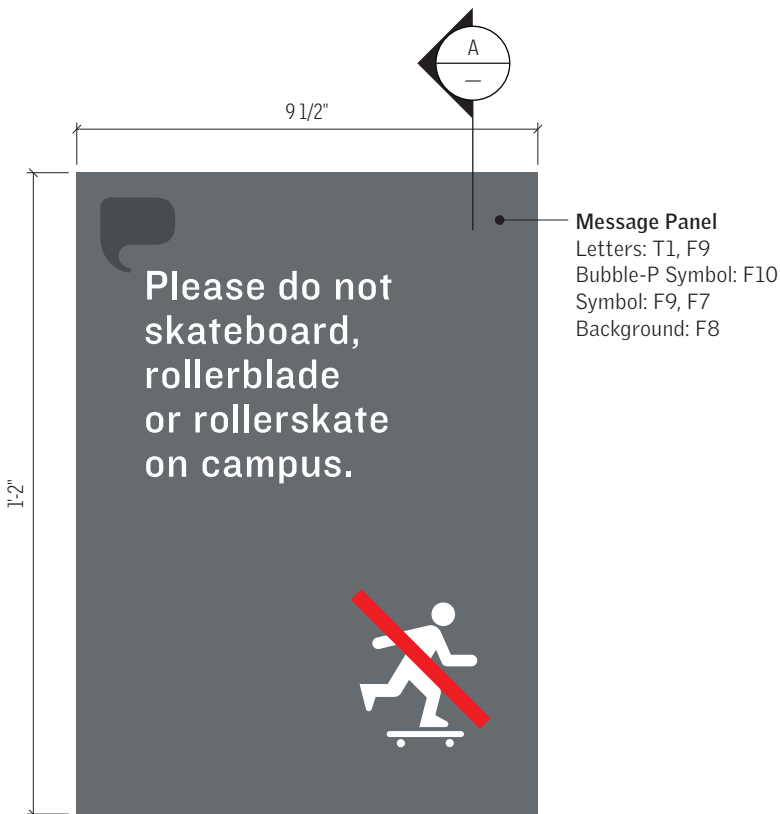 A
—
9 1/2"
Message Panel
Letters: T1, F9
Bubble-P Symbol: F10
Symbol: F9, F7
Background: F8
Please do not
skateboard,
rollerblade
or rollerskate
on campus.
1'-2"